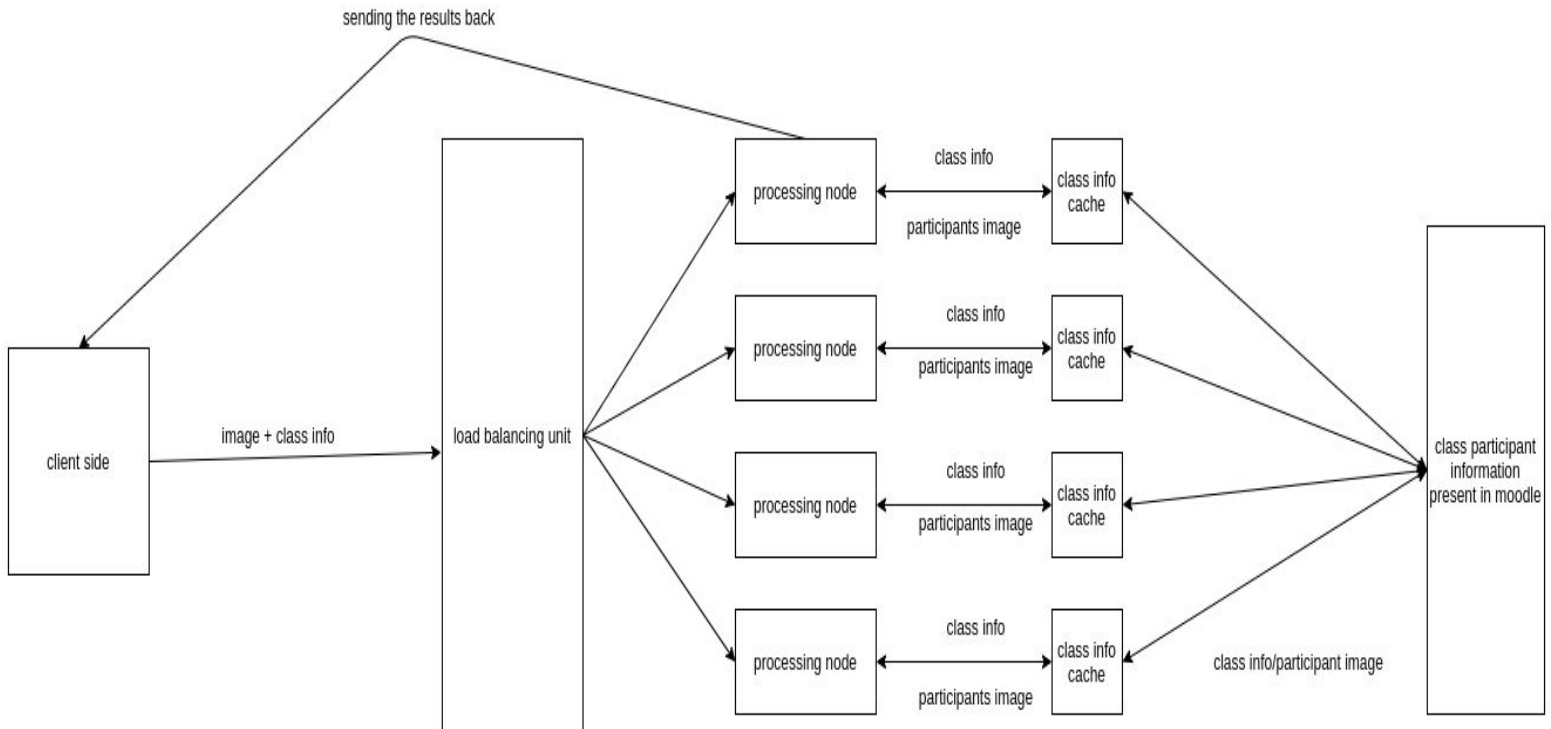 sending the results back
class info
processing node
class info
cache
participants image
class info
processing node
class info
cache
participants image
image + class info
client side
load balancing unit
class info
processing node
class info
cache
participants image
class participant
information
present in moodle
class info
processing node
class info
cache
participants image
class info/participant image